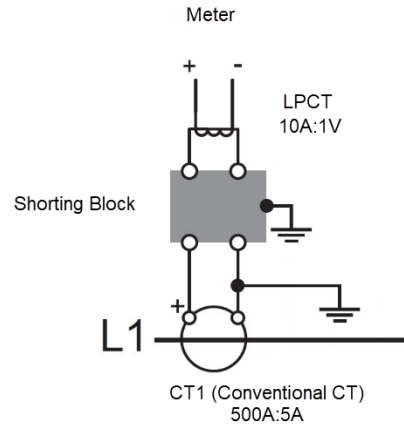 Meter
+ -
LPCT
10A:1V
Shorting Block
+
L1
CT1 (Conventional CT)
500A:5A